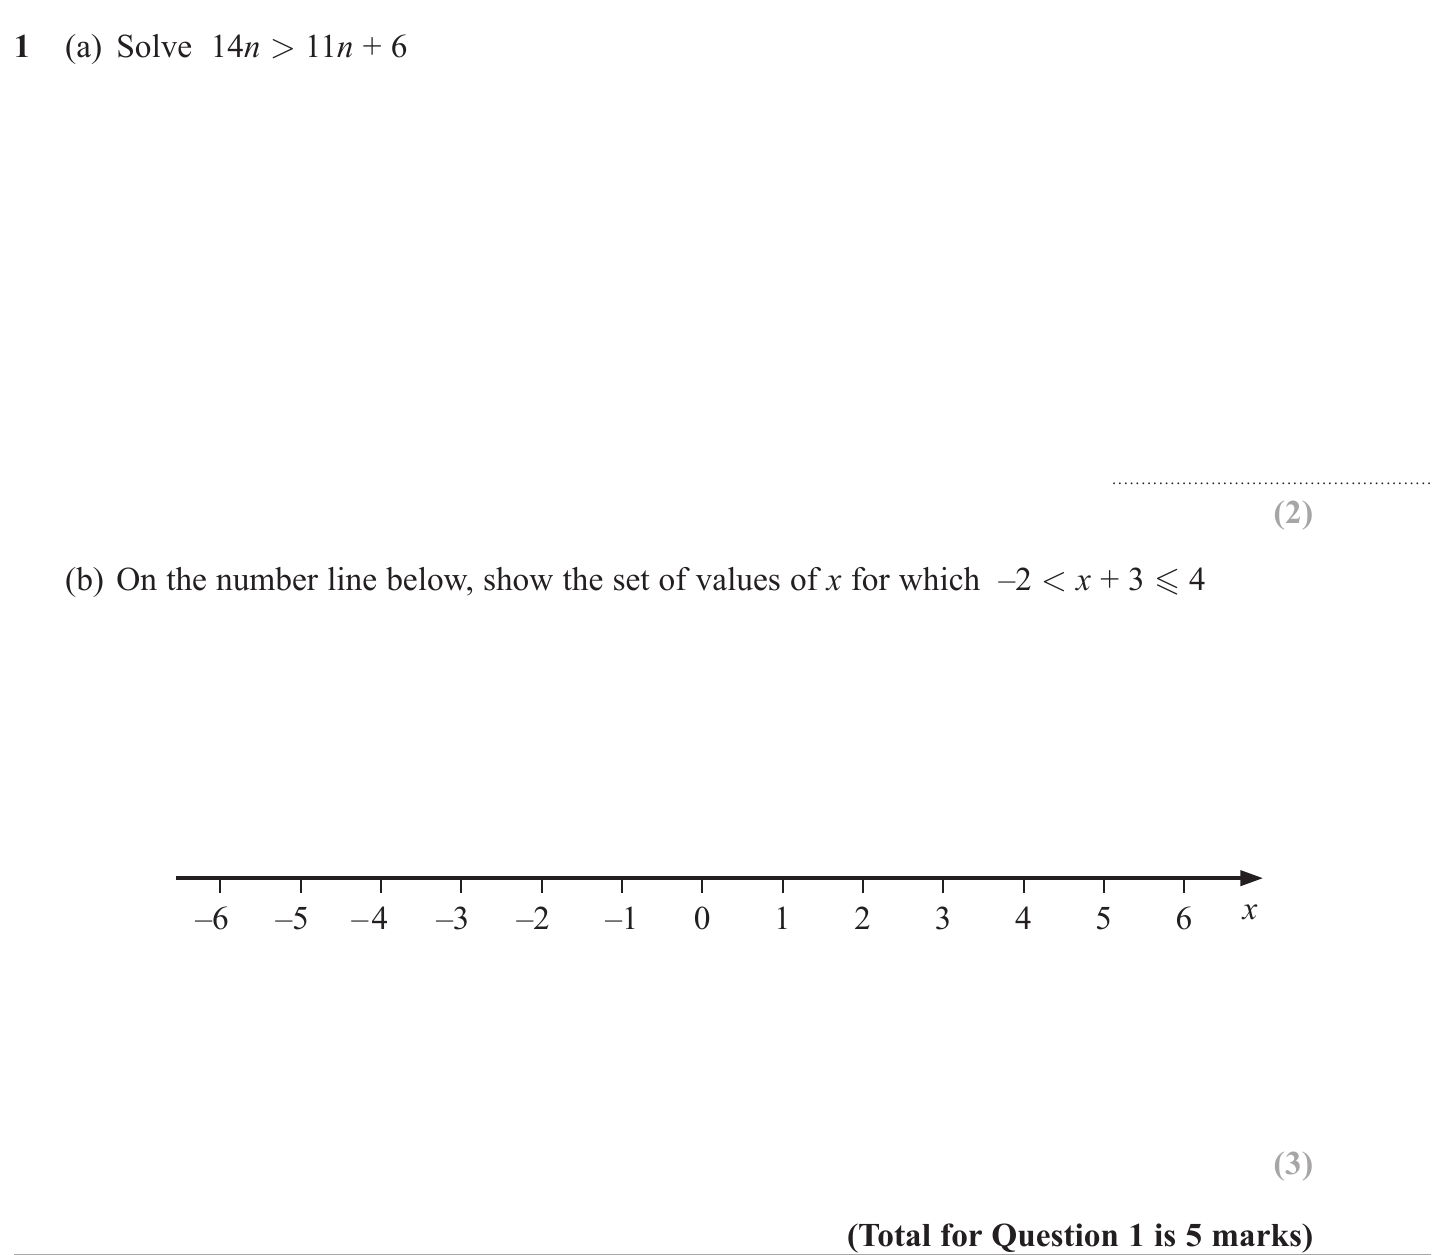 1 (a) Solve 14n > 11n + 6
(2)
(b) On the number line below, show the set of values of x for which –2 < x + 3 ⩽ 4
–6 –5 –4 –3 –2 –1 0 1 2 3 4 5 6 x
(3)
(Total for Question 1 is 5 marks)